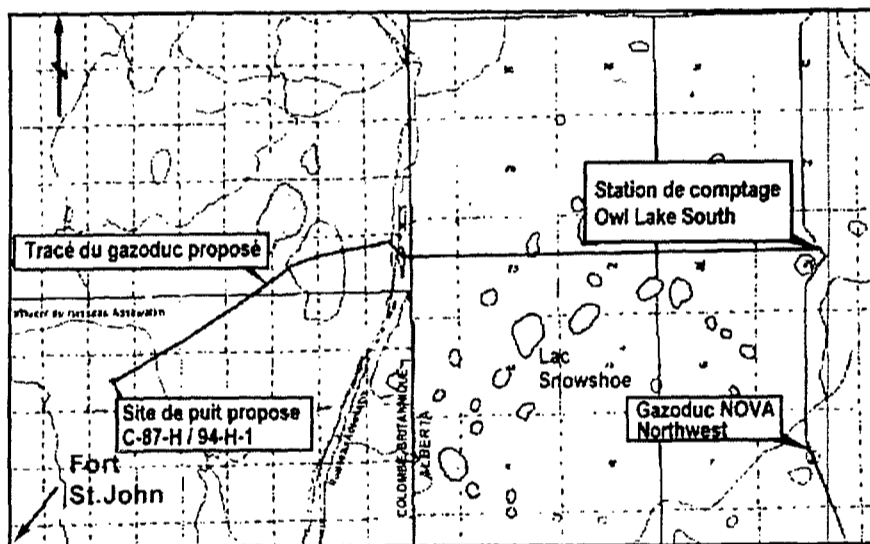 Station de comptage
Owl Lake South
Tracé du gazoduc proposé
Lac
Snowshoe
Site de puit propose
C-87-H / 94-H-1
Gazoduc NOVA
Northwest
COLOMBIE-BRITANNIQUE
ALBERTA
Fort
St.John